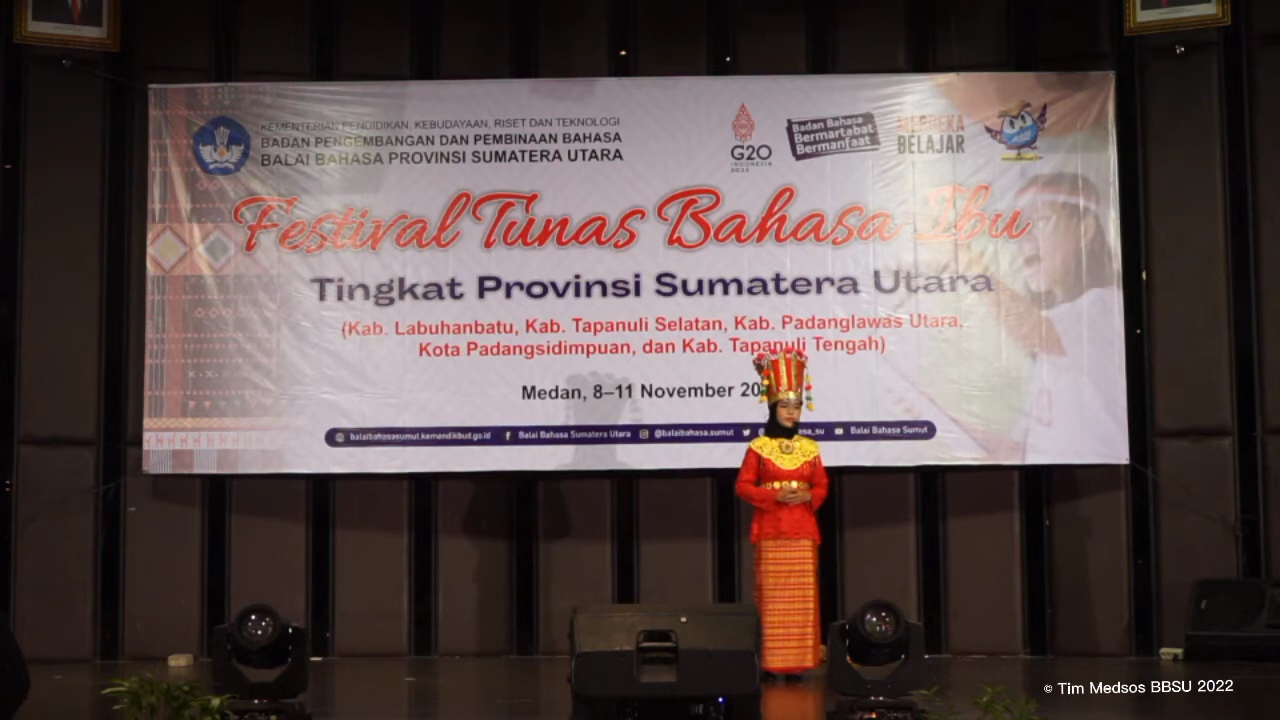 KEMENTERIAN PENDIDIKAN, KEBUDAYAAN, RISET DAN TEKNOLOGI
BADAN PENGEMBANGAN DAN PEMBINAAN BAHASA
BALAI BAHASA PROVINSI SUMATERA UTARA
G20
INDONESIA
2022
Badan Bahasa
Bermartabat
Bermanfaat
MERDEKA
BELAJAR
Festival Tunas Bahasa Ibu
Tingkat Provinsi Sumatera Utara
(Kab. Labuhanbatu, Kab. Tapanuli Selatan, Kab. Padanglawas Utara,
Kota Padangsidimpuan, dan Kab. Tapanuli Tengah)
Medan, 8–11 November 20
balaibahasasumut.kemendikbud.go.id Balai Bahasa Sumatera Utara @balaibahasa.sumut Balai Bahasa Sumut
© Tim Medsos BBSU 2022